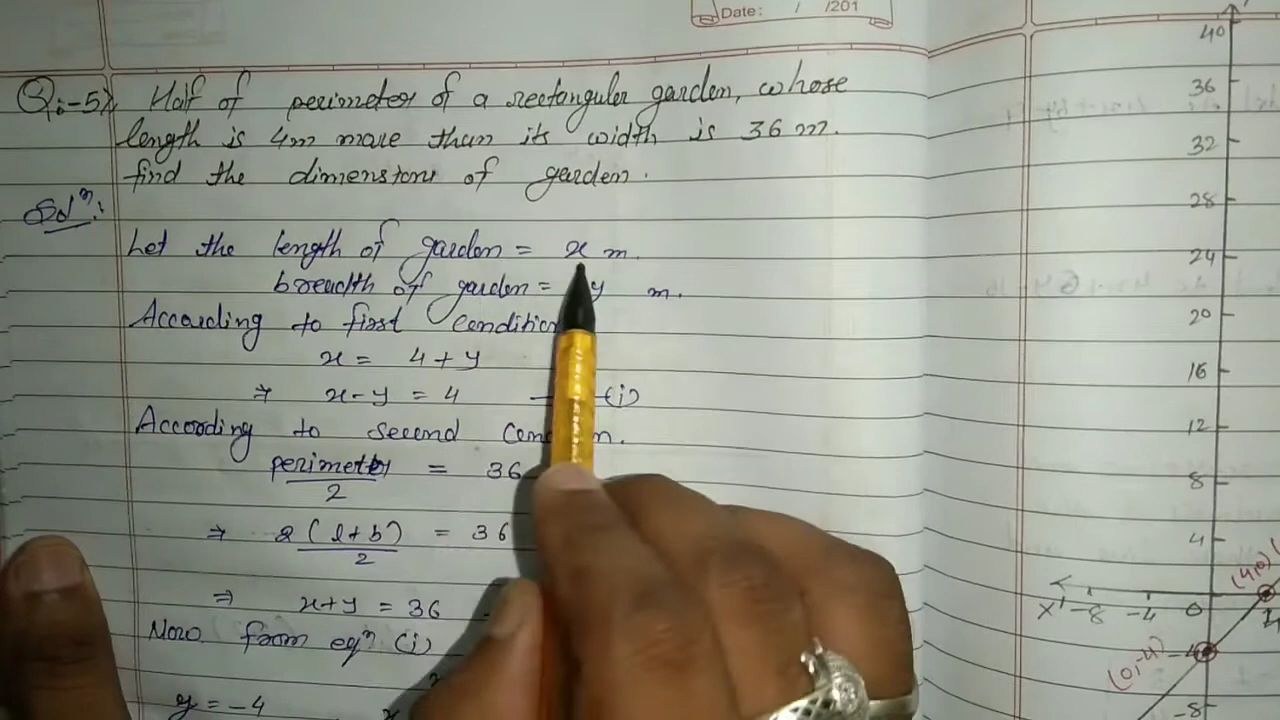 Date: / /201
Q:-5) Half of perimeter of a rectangular garden, whose
length is 4m more than its width is 36 m.
find the dimensions of garden.
Solⁿ:
Let the length of garden = x m.
breadth of garden = y m.
According to first condition
x = 4 + y
⇒ x - y = 4 (i)
According to second
perimeter = 36
2
⇒ 2 (l + b) = 36
2
⇒ x + y = 36
Now from eqⁿ (i)
y = -4
40
36
32
28
24
20
16
12
8
4
X' -8 -4 0
(4,0)
(0,-4) -4
-8